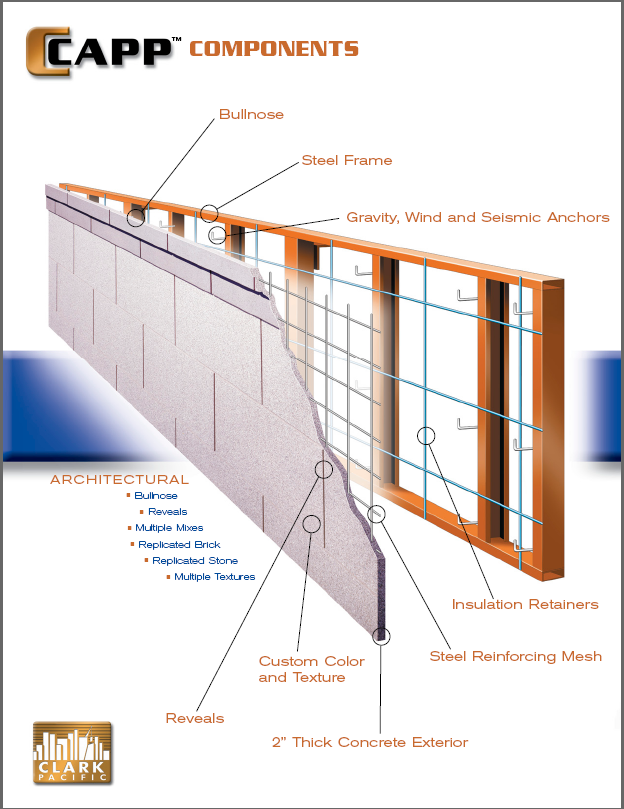 CAPP™ COMPONENTS
Bullnose
Steel Frame
Gravity, Wind and Seismic Anchors
ARCHITECTURAL
▪ Bullnose
▪ Reveals
▪ Multiple Mixes
▪ Replicated Brick
▪ Replicated Stone
▪ Multiple Textures
Insulation Retainers
Steel Reinforcing Mesh
Custom Color
and Texture
Reveals
2” Thick Concrete Exterior
CLARK
PACIFIC